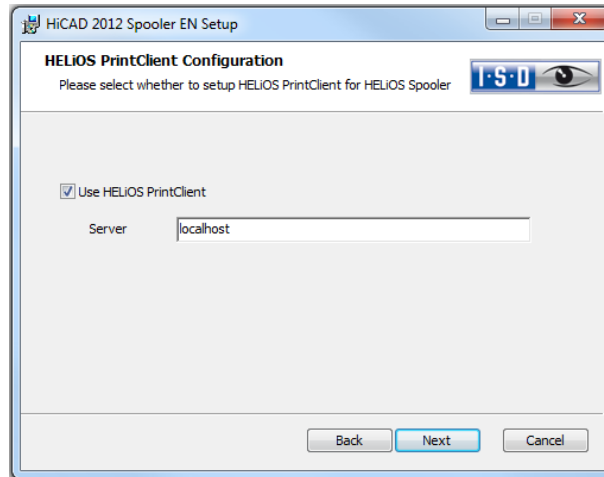 HiCAD 2012 Spooler EN Setup
HELiOS PrintClient Configuration
Please select whether to setup HELiOS PrintClient for HELiOS Spooler
I·S·D
Use HELiOS PrintClient
Server localhost
Back Next Cancel